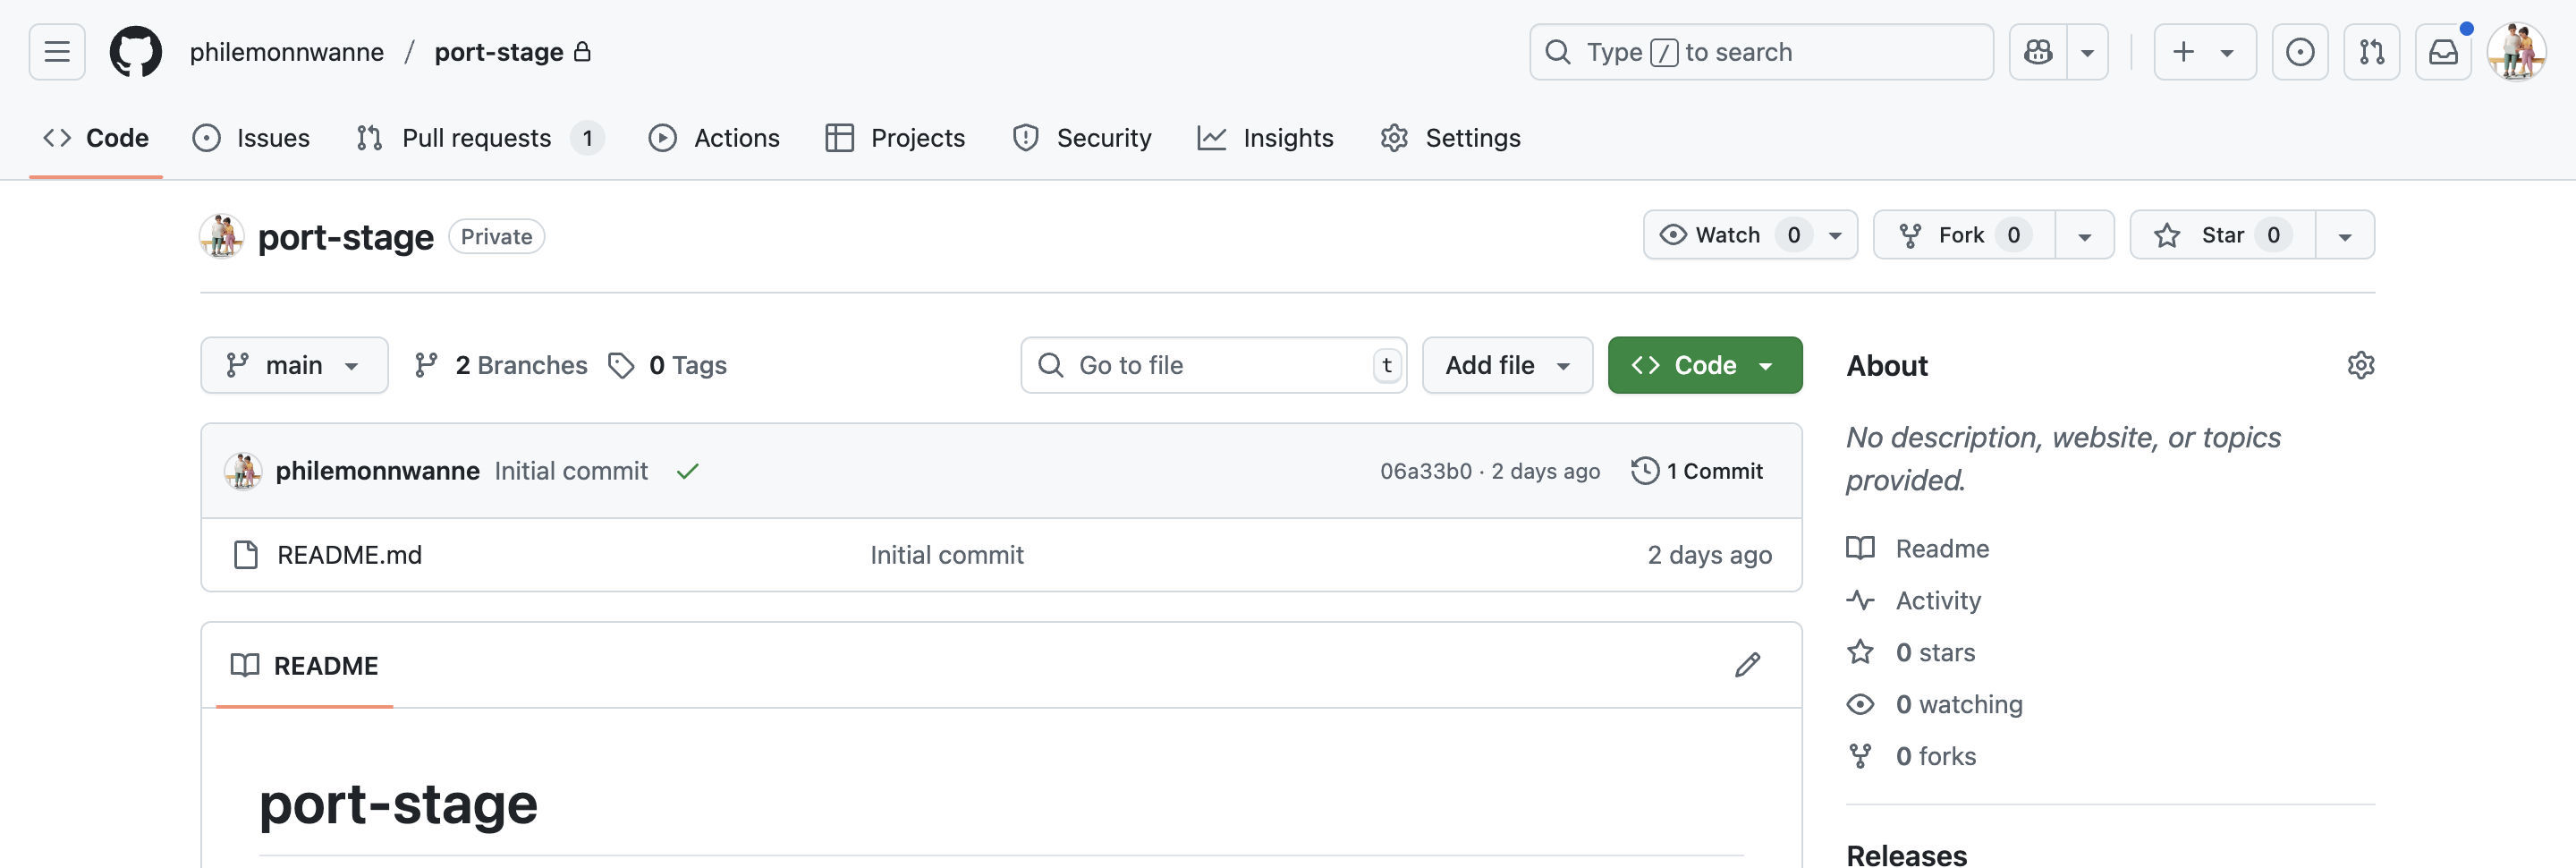 philemonnwanne / port-stage
Type / to search
Code
Issues
Pull requests 1
Actions
Projects
Security
Insights
Settings
port-stage Private
Watch 0
Fork 0
Star 0
main
2 Branches
0 Tags
Go to file t
Add file
Code
philemonnwanne Initial commit
06a33b0 · 2 days ago
1 Commit
README.md Initial commit 2 days ago
README
port-stage
About
No description, website, or topics
provided.
Readme
Activity
0 stars
0 watching
0 forks
Releases